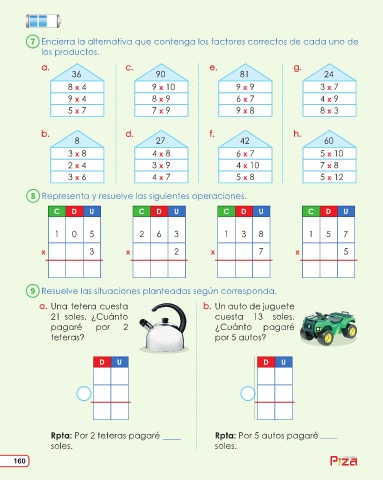 7 Encierra la alternativa que contenga los factores correctos de cada uno de
los productos.
a. c. e. g.
36 90 81 24
8 x 4 9 x 10 9 x 9 3 x 7
9 x 4 8 x 9 6 x 7 4 x 9
5 x 7 7 x 9 9 x 8 8 x 3
b. d. f. h.
8 27 42 60
3 x 8 4 x 8 6 x 7 5 x 10
2 x 4 3 x 9 4 x 10 7 x 8
3 x 6 4 x 7 5 x 8 5 x 12
8 Representa y resuelve las siguientes operaciones.
C D U C D U C D U C D U
1 0 5 2 6 3 1 3 8 1 5 7
x 3 x 2 x 7 x 5
9 Resuelve las situaciones planteadas según corresponda.
a. Una tetera cuesta
21 soles. ¿Cuánto
pagaré por 2
teteras?
b. Un auto de juguete
cuesta 13 soles.
¿Cuánto pagaré
por 5 autos?
D U D U
Rpta: Por 2 teteras pagaré ____
soles.
Rpta: Por 5 autos pagaré ____
soles.
160
Piza